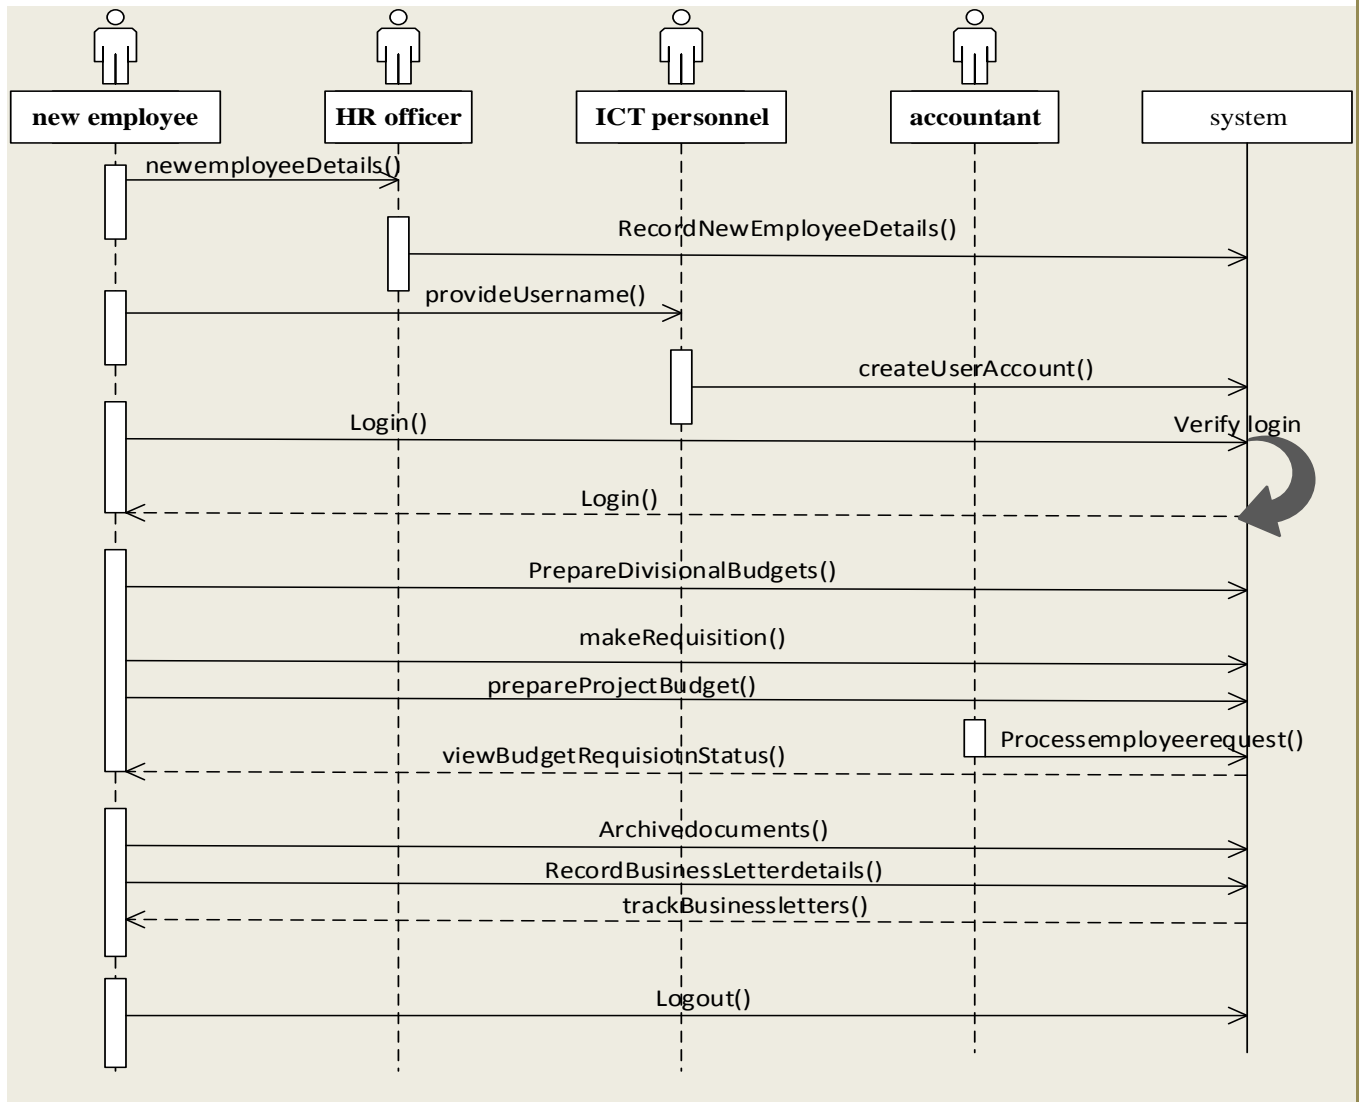 new employee
HR officer
ICT personnel
accountant
system
newemployeeDetails()
RecordNewEmployeeDetails()
provideUsername()
createUserAccount()
Login()
Verify login
Login()
PrepareDivisionalBudgets()
makeRequisition()
prepareProjectBudget()
Processemployeerequest()
viewBudgetRequisiotnStatus()
Archivedocuments()
RecordBusinessLetterdetails()
trackBusinessletters()
Logout()